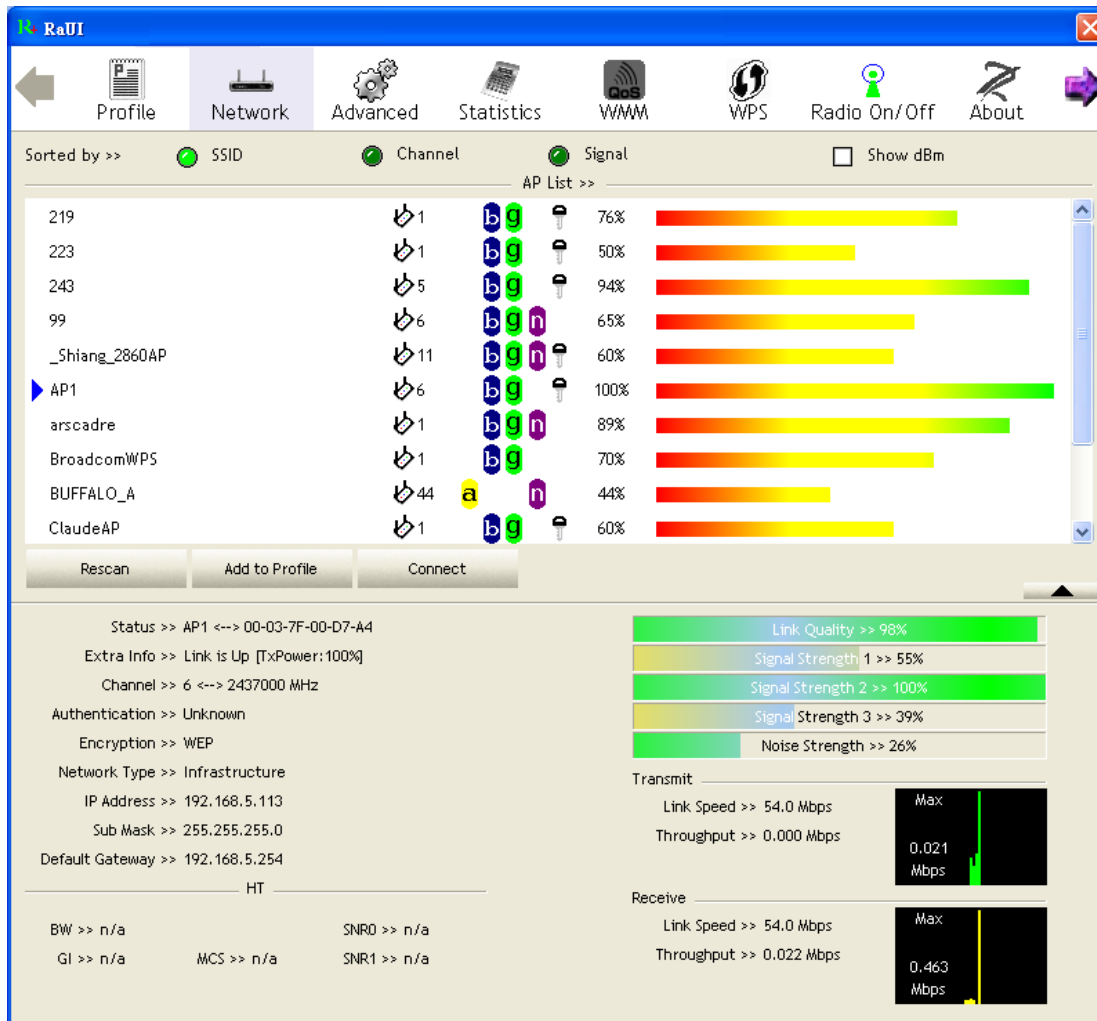 RaUI
Profile Network Advanced Statistics WMM WPS Radio On/Off About
QoS
Sorted by >> SSID Channel Signal Show dBm
AP List >>
219 1 b g 76%
223 1 b g 50%
243 5 b g 94%
99 6 b g n 65%
_Shiang_2860AP 11 b g n 60%
AP1 6 b g 100%
arscadre 1 b g n 89%
BroadcomWPS 1 b g 70%
BUFFALO_A 44 a n 44%
ClaudeAP 1 b g 60%
Rescan Add to Profile Connect
Status >> AP1 <--> 00-03-7F-00-D7-A4
Extra Info >> Link is Up [TxPower:100%]
Channel >> 6 <--> 2437000 MHz
Authentication >> Unknown
Encryption >> WEP
Network Type >> Infrastructure
IP Address >> 192.168.5.113
Sub Mask >> 255.255.255.0
Default Gateway >> 192.168.5.254
HT
BW >> n/a SNR0 >> n/a
GI >> n/a MCS >> n/a SNR1 >> n/a
Link Quality >> 98%
Signal Strength 1 >> 55%
Signal Strength 2 >> 100%
Signal Strength 3 >> 39%
Noise Strength >> 26%
Transmit
Link Speed >> 54.0 Mbps
Throughput >> 0.000 Mbps
Max
0.021
Mbps
Receive
Link Speed >> 54.0 Mbps
Throughput >> 0.022 Mbps
Max
0.463
Mbps